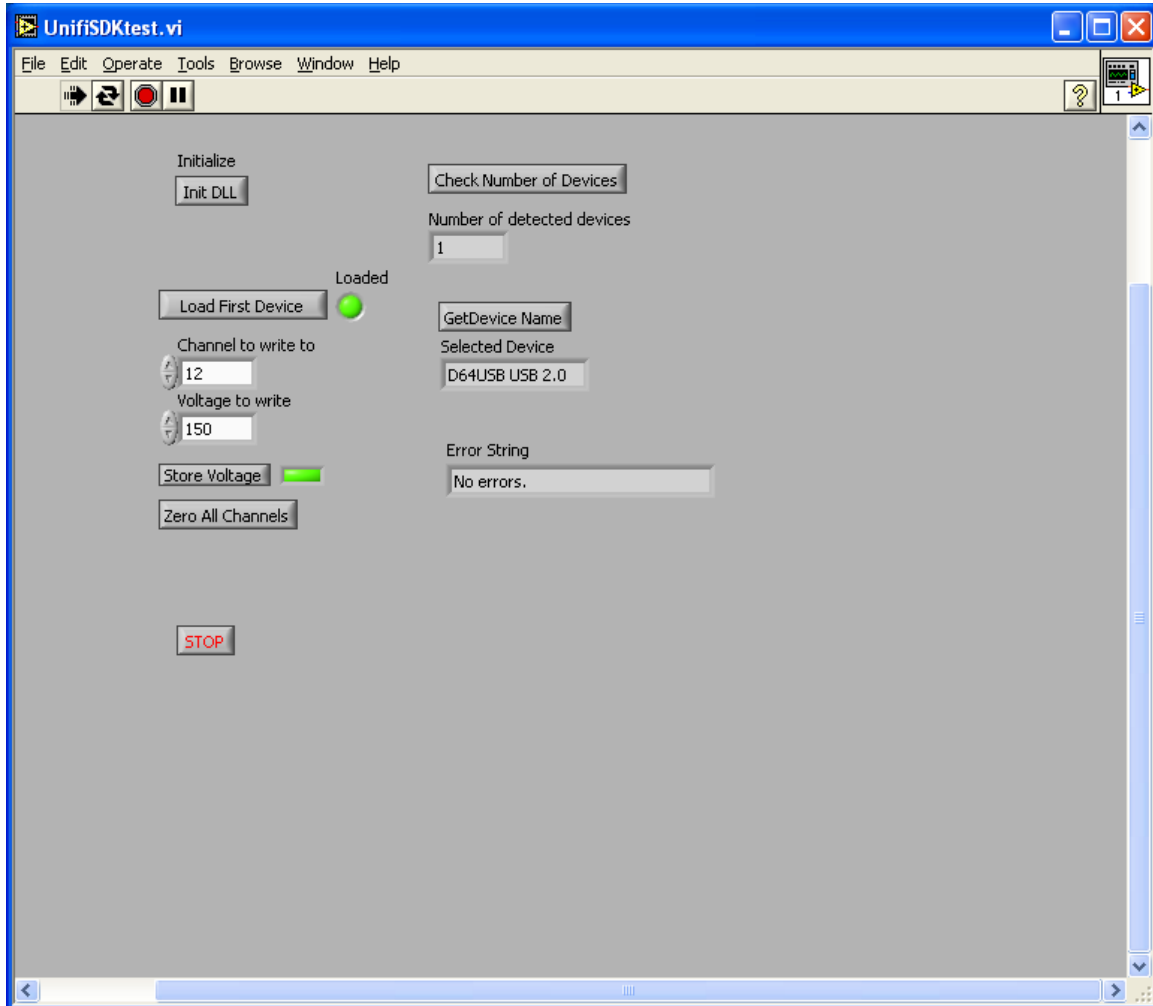 UnifiSDKtest.vi
File Edit Operate Tools Browse Window Help
1
Initialize
Init DLL
Check Number of Devices
Number of detected devices
1
Loaded
Load First Device
GetDevice Name
Channel to write to
Selected Device
12
D64USB USB 2.0
Voltage to write
150
Error String
Store Voltage
No errors.
Zero All Channels
STOP